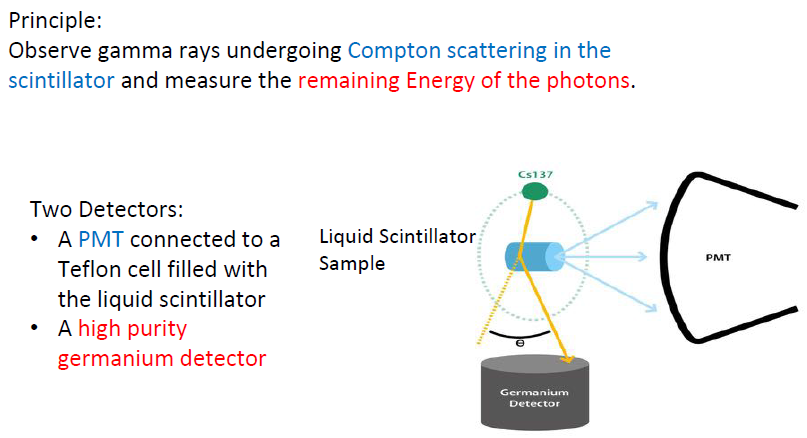 Principle:
Observe gamma rays undergoing Compton scattering in the
scintillator and measure the remaining Energy of the photons.
Two Detectors:
• A PMT connected to a
Teflon cell filled with
the liquid scintillator
• A high purity
germanium detector
Liquid Scintillator
Sample
Cs137
PMT
θ
Germanium
Detector